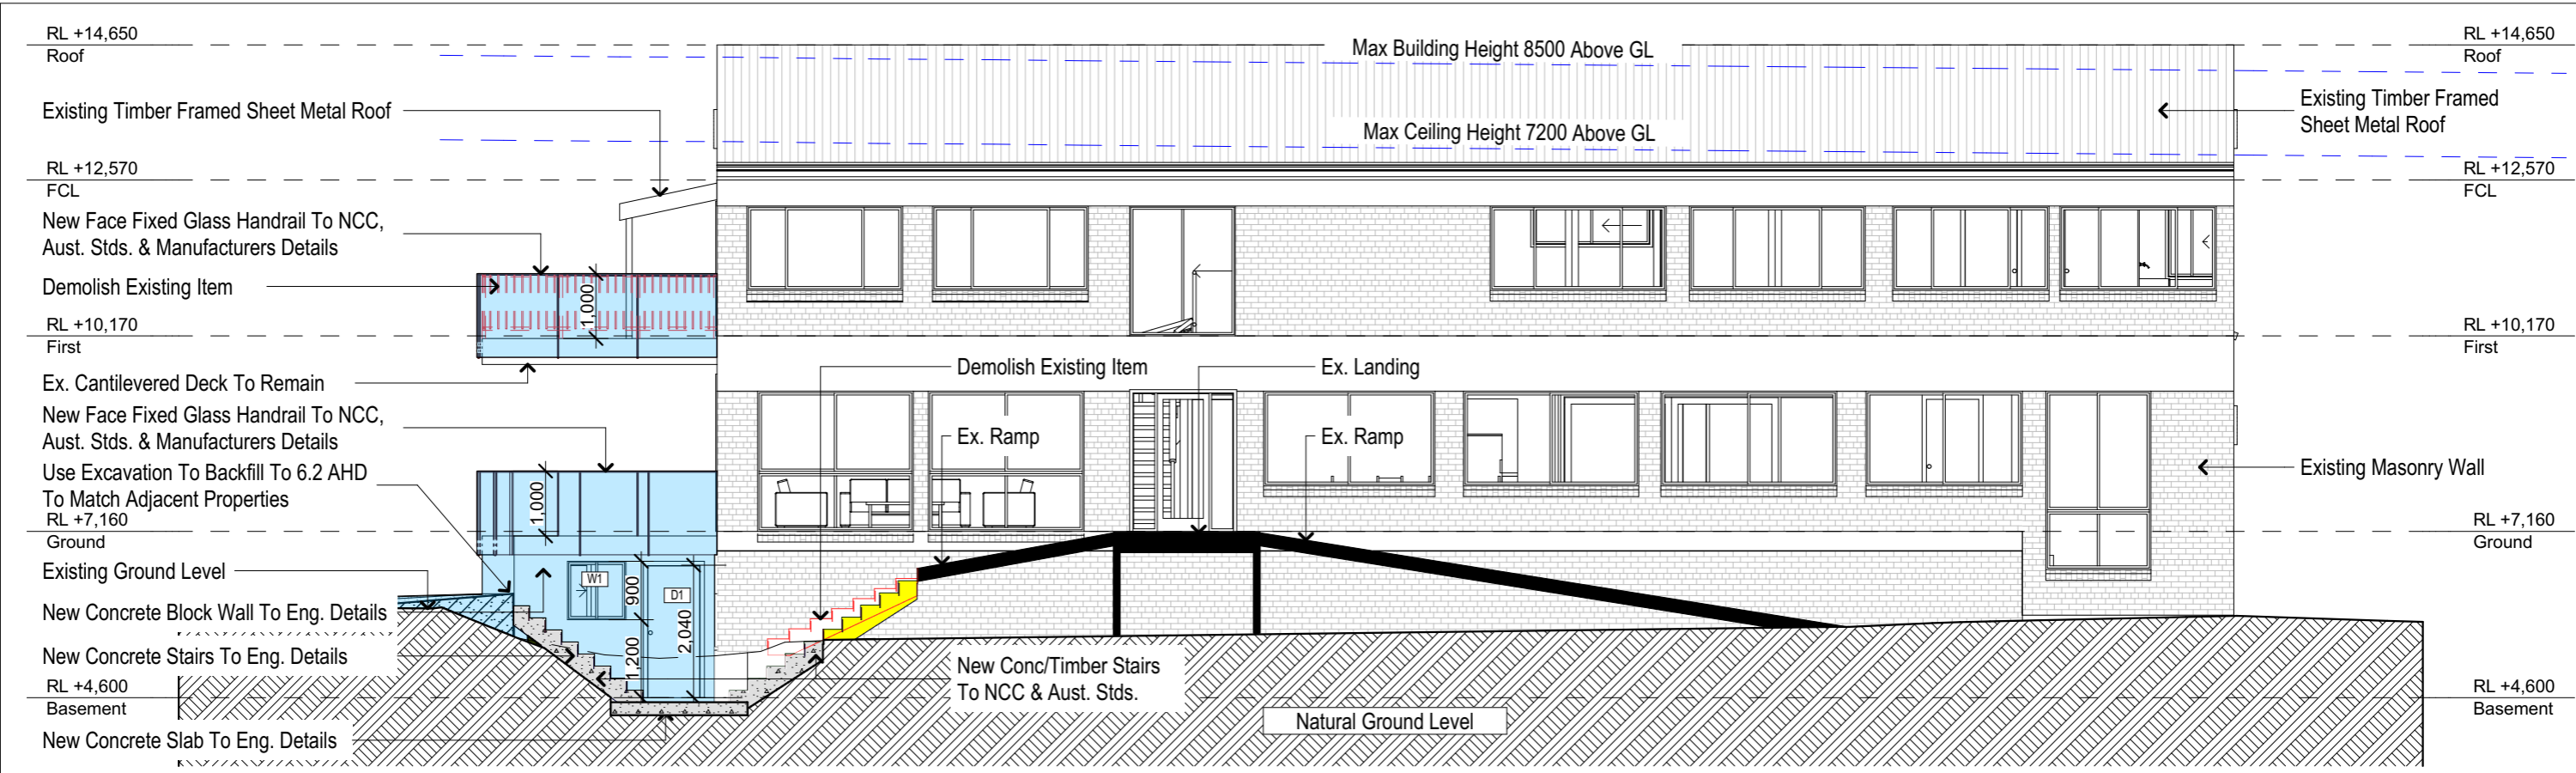 RL +14,650
Roof
Existing Timber Framed Sheet Metal Roof
RL +12,570
FCL
New Face Fixed Glass Handrail To NCC,
Aust. Stds. & Manufacturers Details
Demolish Existing Item
RL +10,170
First
Ex. Cantilevered Deck To Remain
New Face Fixed Glass Handrail To NCC,
Aust. Stds. & Manufacturers Details
Use Excavation To Backfill To 6.2 AHD
To Match Adjacent Properties
RL +7,160
Ground
Existing Ground Level
New Concrete Block Wall To Eng. Details
New Concrete Stairs To Eng. Details
RL +4,600
Basement
New Concrete Slab To Eng. Details
1,000
1,000
W1
900
D1
1,200
2,040
Max Building Height 8500 Above GL
Max Ceiling Height 7200 Above GL
Demolish Existing Item
Ex. Landing
Ex. Ramp
Ex. Ramp
New Conc/Timber Stairs
To NCC & Aust. Stds.
Natural Ground Level
RL +14,650
Roof
Existing Timber Framed
Sheet Metal Roof
RL +12,570
FCL
RL +10,170
First
Existing Masonry Wall
RL +7,160
Ground
RL +4,600
Basement